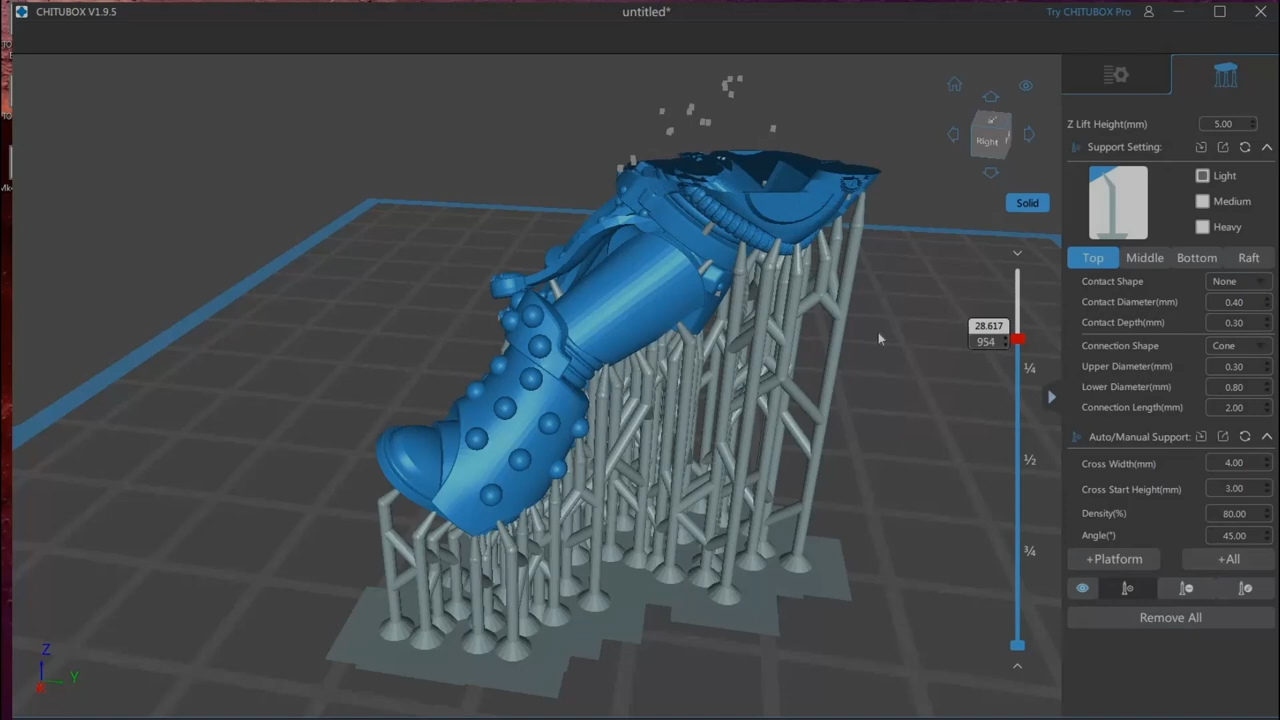 CHITUBOX V1.9.5
untitled*
Try CHITUBOX Pro
Right
Solid
28.617
954
¼
½
¾
Z
Y
Z Lift Height(mm) 5.00
Support Setting:
Light
Medium
Heavy
Top Middle Bottom Raft
Contact Shape None
Contact Diameter(mm) 0.40
Contact Depth(mm) 0.30
Connection Shape Cone
Upper Diameter(mm) 0.30
Lower Diameter(mm) 0.80
Connection Length(mm) 2.00
Auto/Manual Support:
Cross Width(mm) 4.00
Cross Start Height(mm) 3.00
Density(%) 80.00
Angle(°) 45.00
+Platform +All
Remove All